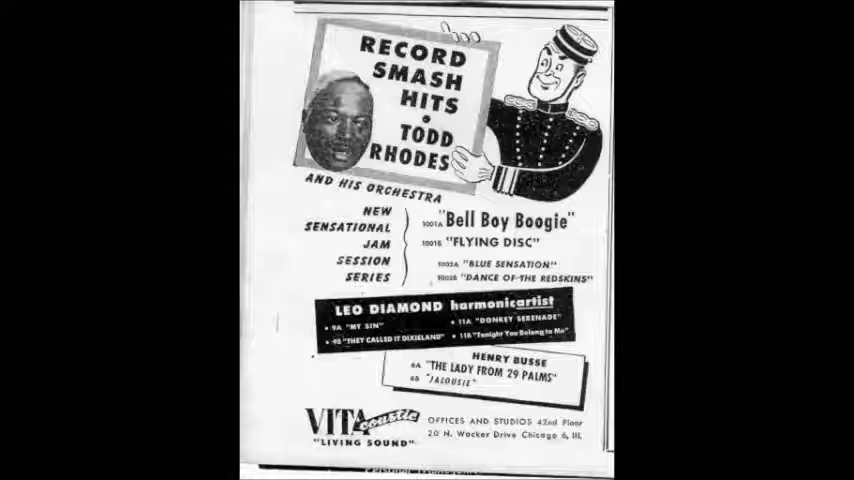 RECORD
SMASH
HITS
•
TODD
RHODES
AND HIS ORCHESTRA
NEW
SENSATIONAL
JAM
SESSION
SERIES
1001A "Bell Boy Boogie"
1001B "FLYING DISC"
1002A "BLUE SENSATION"
1002B "DANCE OF THE REDSKINS"
LEO DIAMOND harmonicartist
• 9A "MY SIN"
• 9B "THEY CALLED IT DIXIELAND"
• 11A "DONKEY SERENADE"
• 11B "Tonight You Belong to Me"
HENRY BUSSE
6A "THE LADY FROM 29 PALMS"
6B "JALOUSIE"
VITAcoustic
"LIVING SOUND"
OFFICES AND STUDIOS 42nd Floor
20 N. Wacker Drive Chicago 6, Ill.